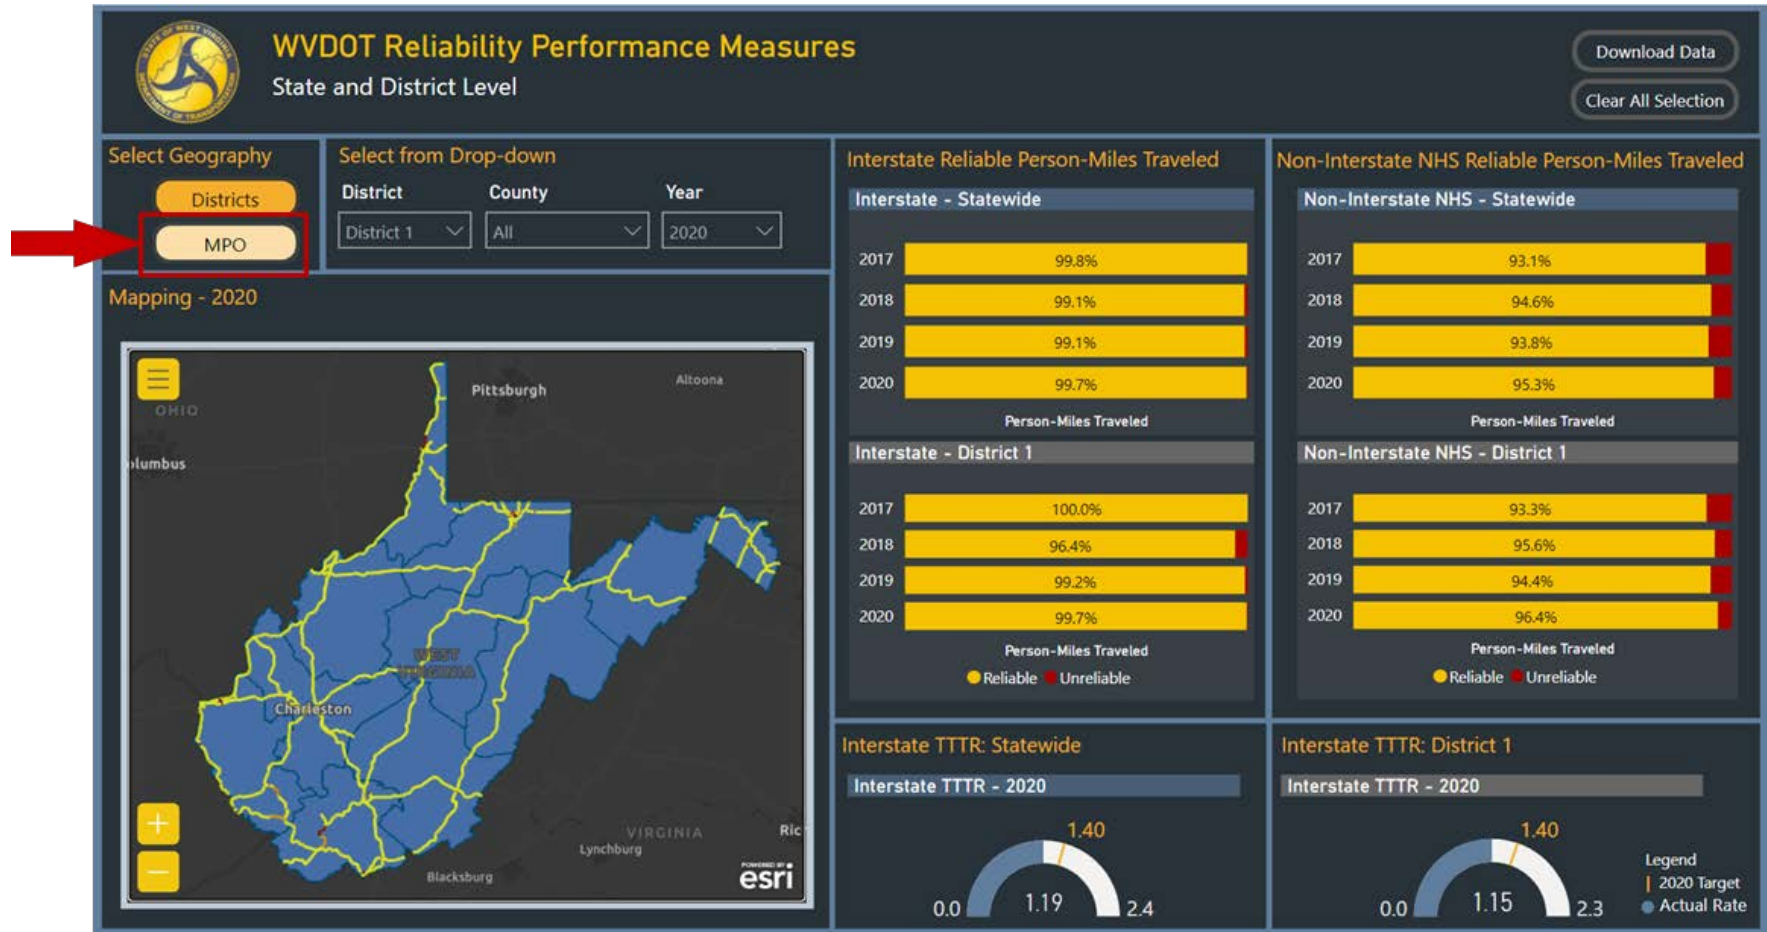 WVDOT Reliability Performance Measures
State and District Level
Download Data
Clear All Selection
Select Geography
Districts
MPO
Select from Drop-down
District County Year
District 1 All 2020
Mapping - 2020
Pittsburgh
Altoona
OHIO
olumbus
WEST
VIRGINIA
Charleston
VIRGINIA
Ric
Lynchburg
Blacksburg
POWERED BY
esri
Interstate Reliable Person-Miles Traveled
Interstate - Statewide
2017 99.8%
2018 99.1%
2019 99.1%
2020 99.7%
Person-Miles Traveled
Interstate - District 1
2017 100.0%
2018 96.4%
2019 99.2%
2020 99.7%
Person-Miles Traveled
Reliable Unreliable
Non-Interstate NHS Reliable Person-Miles Traveled
Non-Interstate NHS - Statewide
2017 93.1%
2018 94.6%
2019 93.8%
2020 95.3%
Person-Miles Traveled
Non-Interstate NHS - District 1
2017 93.3%
2018 95.6%
2019 94.4%
2020 96.4%
Person-Miles Traveled
Reliable Unreliable
Interstate TTTR: Statewide
Interstate TTTR - 2020
1.40
0.0 1.19 2.4
Interstate TTTR: District 1
Interstate TTTR - 2020
1.40
0.0 1.15 2.3
Legend
2020 Target
Actual Rate